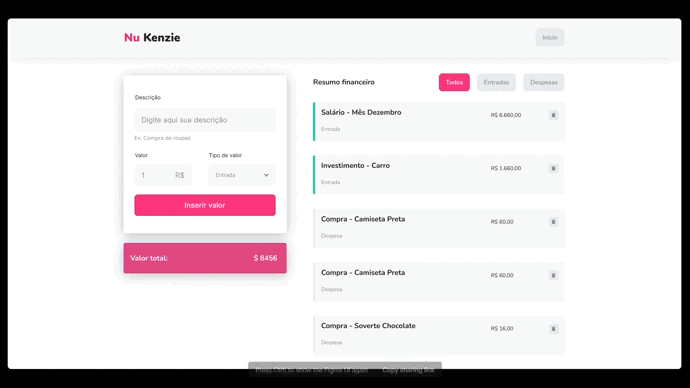 Nu Kenzie
Inicio
Descrição
Digite aqui sua descrição
Ex: Compra de roupas
Valor
Tipo de valor
1
R$
Entrada
Inserir valor
Valor total:
$ 8456
Resumo financeiro
Todos
Entradas
Despesas
Salário - Mês Dezembro
R$ 6.660,00
Entrada
Investimento - Carro
R$ 1.660,00
Entrada
Compra - Camiseta Preta
R$ 60,00
Despesa
Compra - Camiseta Preta
R$ 60,00
Despesa
Compra - Soverte Chocolate
R$ 16,00
Despesa
to show the Figma UI again
Copy sharing link